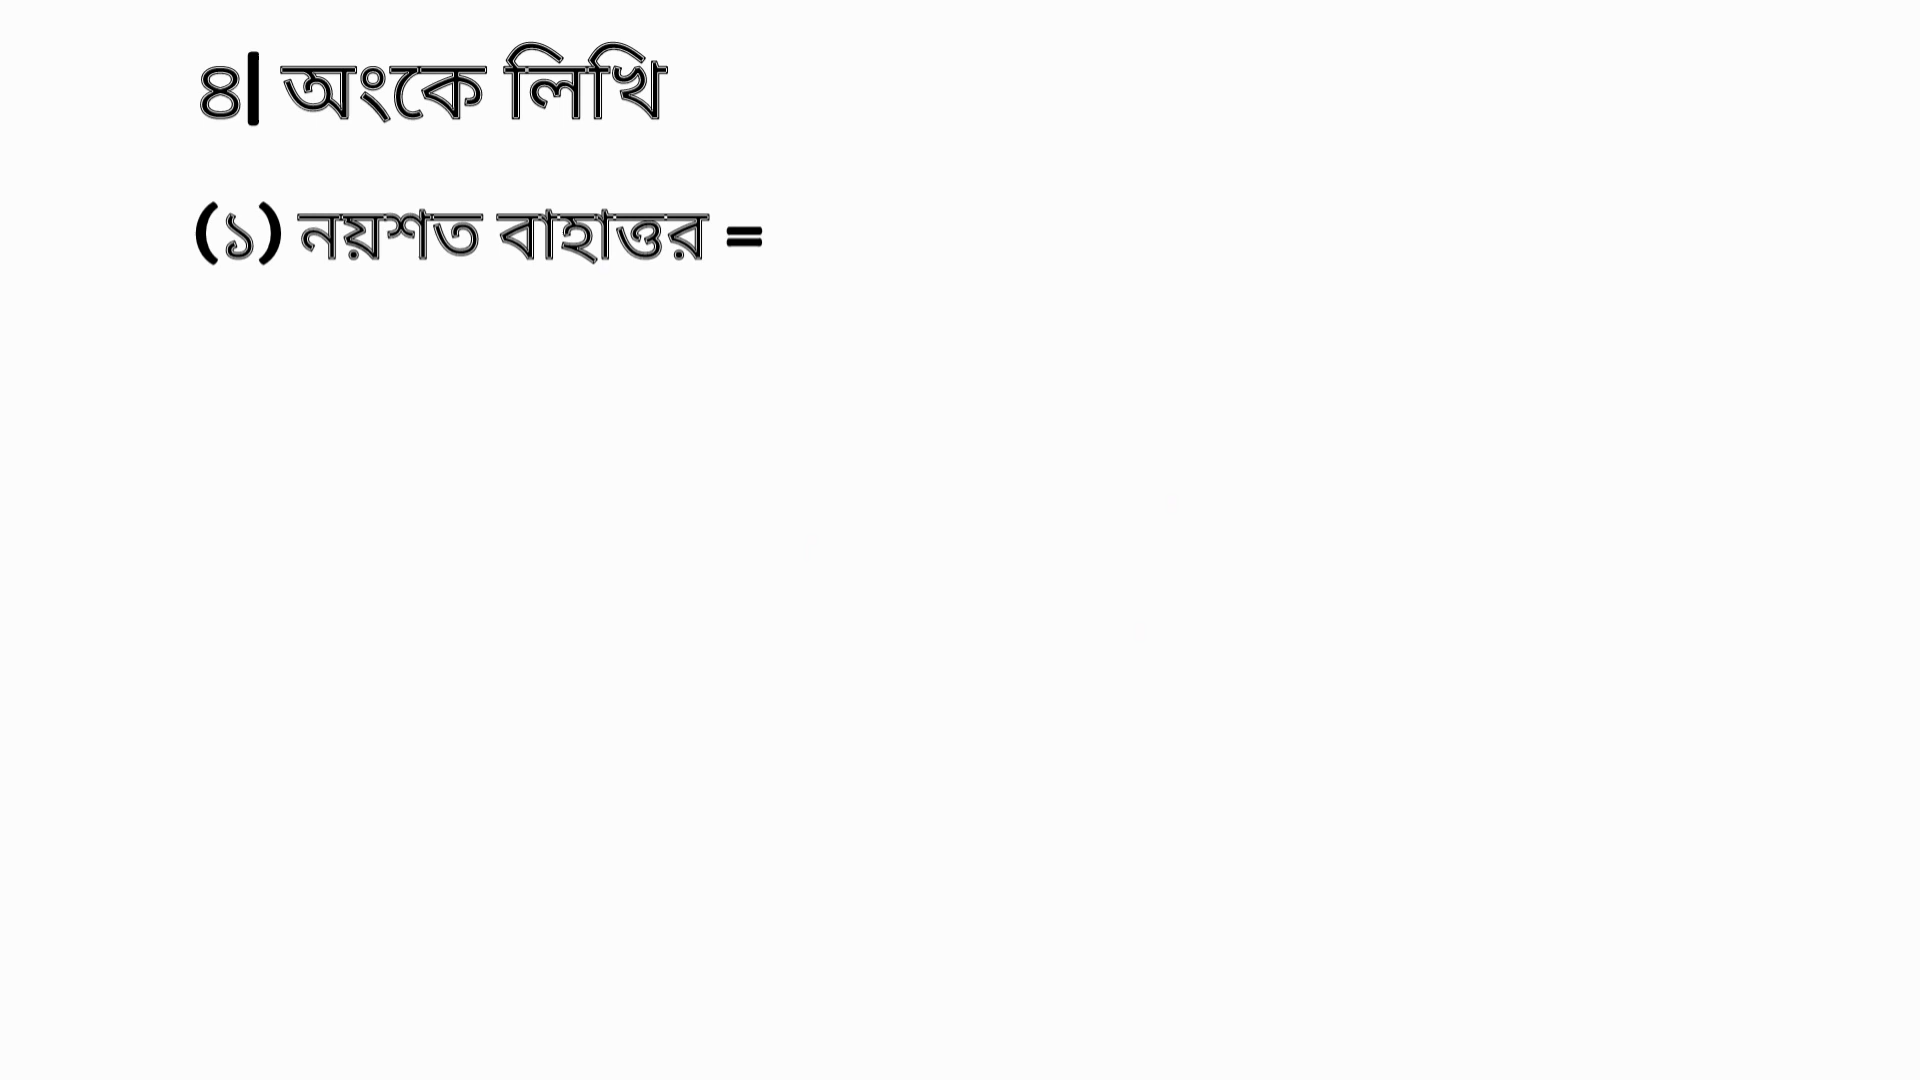 ৪| অংকে লিখি
(১) নয়শত বাহাত্তর =